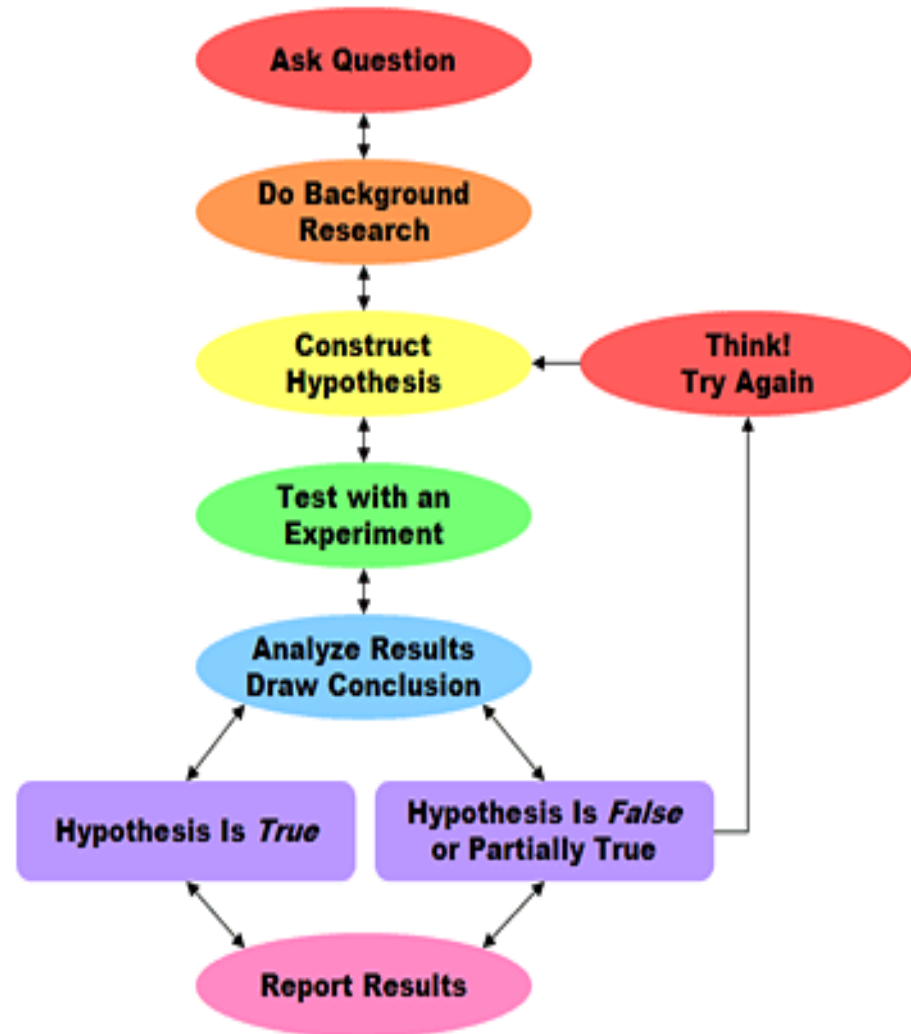 Ask Question
Do Background
Research
Construct
Hypothesis
Think!
Try Again
Test with an
Experiment
Analyze Results
Draw Conclusion
Hypothesis Is True
Hypothesis Is False
or Partially True
Report Results